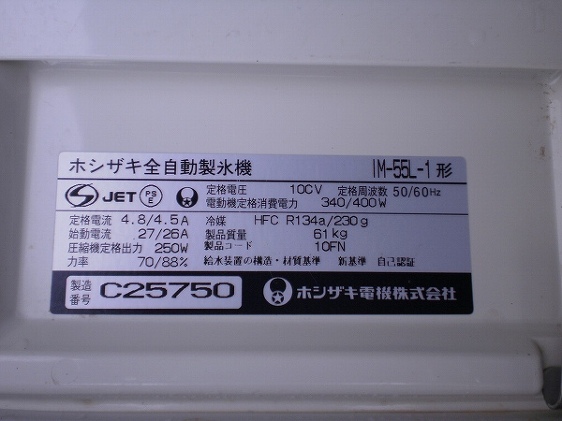 ホシザキ全自動製氷機 IM-55L-1 形
JET PS E 定格電圧 100V 定格周波数 50/60Hz
電動機定格消費電力 340/400W
定格電流 4.8/4.5A 冷媒 HFC R134a/230g
始動電流 27/26A 製品質量 61kg
圧縮機定格出力 250W 製品コード 10FN
力率 70/88% 給水装置の構造・材質基準 新基準 自己認証
製造番号 C25750 ホシザキ電機株式会社